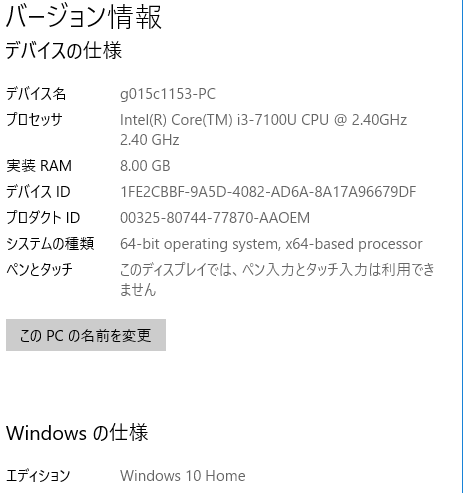 バージョン情報
デバイスの仕様
デバイス名 g015c1153-PC
プロセッサ Intel(R) Core(TM) i3-7100U CPU @ 2.40GHz
2.40 GHz
実装 RAM 8.00 GB
デバイス ID 1FE2CBBF-9A5D-4082-AD6A-8A17A96679DF
プロダクト ID 00325-80744-77870-AAOEM
システムの種類 64-bit operating system, x64-based processor
ペンとタッチ このディスプレイでは、ペン入力とタッチ入力は利用でき
ません
この PC の名前を変更
Windows の仕様
エディション Windows 10 Home